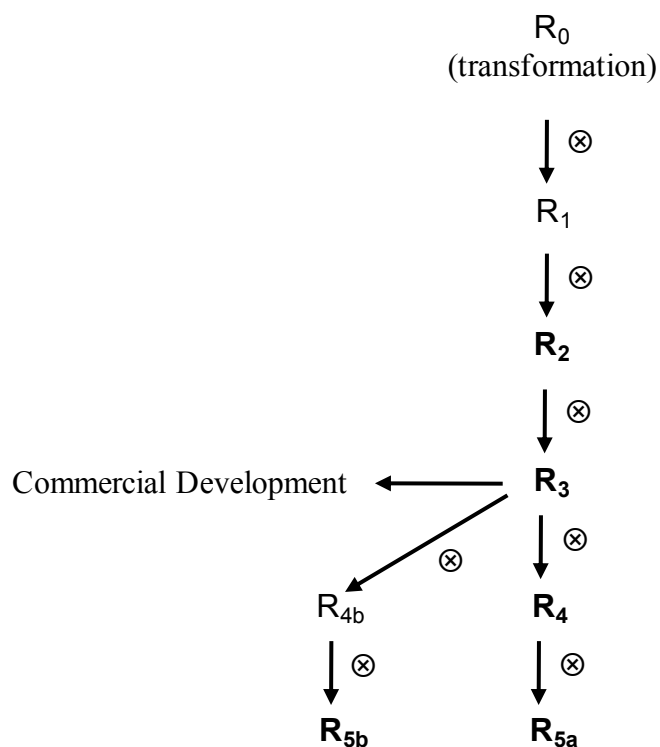 R₀
(transformation)
⊗
R₁
⊗
R₂
⊗
Commercial Development
R₃
⊗
⊗
R₄b
R₄
⊗
⊗
R₅b
R₅a